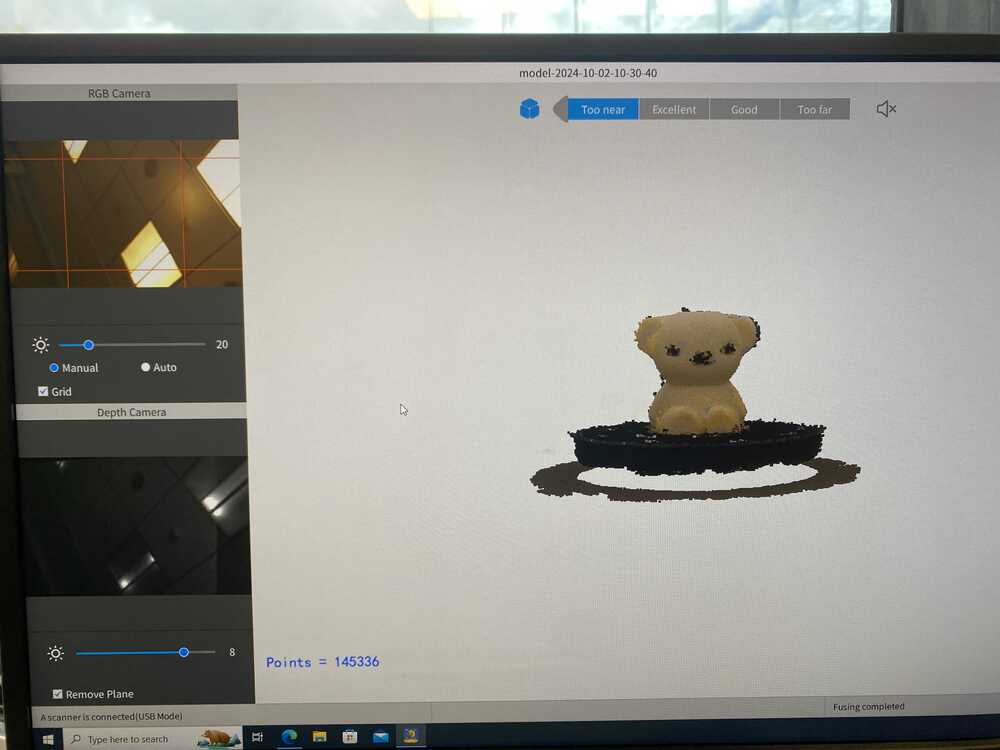 model-2024-10-02-10-30-40
RGB Camera
Too near Excellent Good Too far
20
Manual Auto
Grid
Depth Camera
8
Points = 145336
Remove Plane
A scanner is connected(USB Mode)
Fusing completed
Type here to search